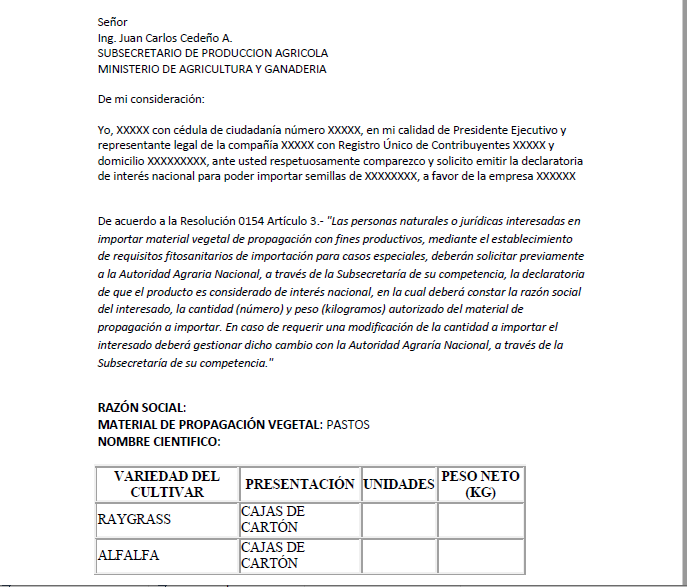 Señor
Ing. Juan Carlos Cedeño A.
SUBSECRETARIO DE PRODUCCION AGRICOLA
MINISTERIO DE AGRICULTURA Y GANADERIA
De mi consideración:
Yo, XXXXX con cédula de ciudadanía número XXXXX, en mi calidad de Presidente Ejecutivo y
representante legal de la compañía XXXXX con Registro Único de Contribuyentes XXXXX y
domicilio XXXXXXXXX, ante usted respetuosamente comparezco y solicito emitir la declaratoria
de interés nacional para poder importar semillas de XXXXXXXX, a favor de la empresa XXXXXX
De acuerdo a la Resolución 0154 Artículo 3.- "Las personas naturales o jurídicas interesadas en
importar material vegetal de propagación con fines productivos, mediante el establecimiento
de requisitos fitosanitarios de importación para casos especiales, deberán solicitar previamente
a la Autoridad Agraria Nacional, a través de la Subsecretaría de su competencia, la declaratoria
de que el producto es considerado de interés nacional, en la cual deberá constar la razón social
del interesado, la cantidad (número) y peso (kilogramos) autorizado del material de
propagación a importar. En caso de requerir una modificación de la cantidad a importar el
interesado deberá gestionar dicho cambio con la Autoridad Agraría Nacional, a través de la
Subsecretaría de su competencia."
RAZÓN SOCIAL:
MATERIAL DE PROPAGACIÓN VEGETAL: PASTOS
NOMBRE CIENTIFICO:
VARIEDAD DEL CULTIVAR PRESENTACIÓN UNIDADES PESO NETO (KG)
RAYGRASS CAJAS DE CARTÓN
ALFALFA CAJAS DE CARTÓN